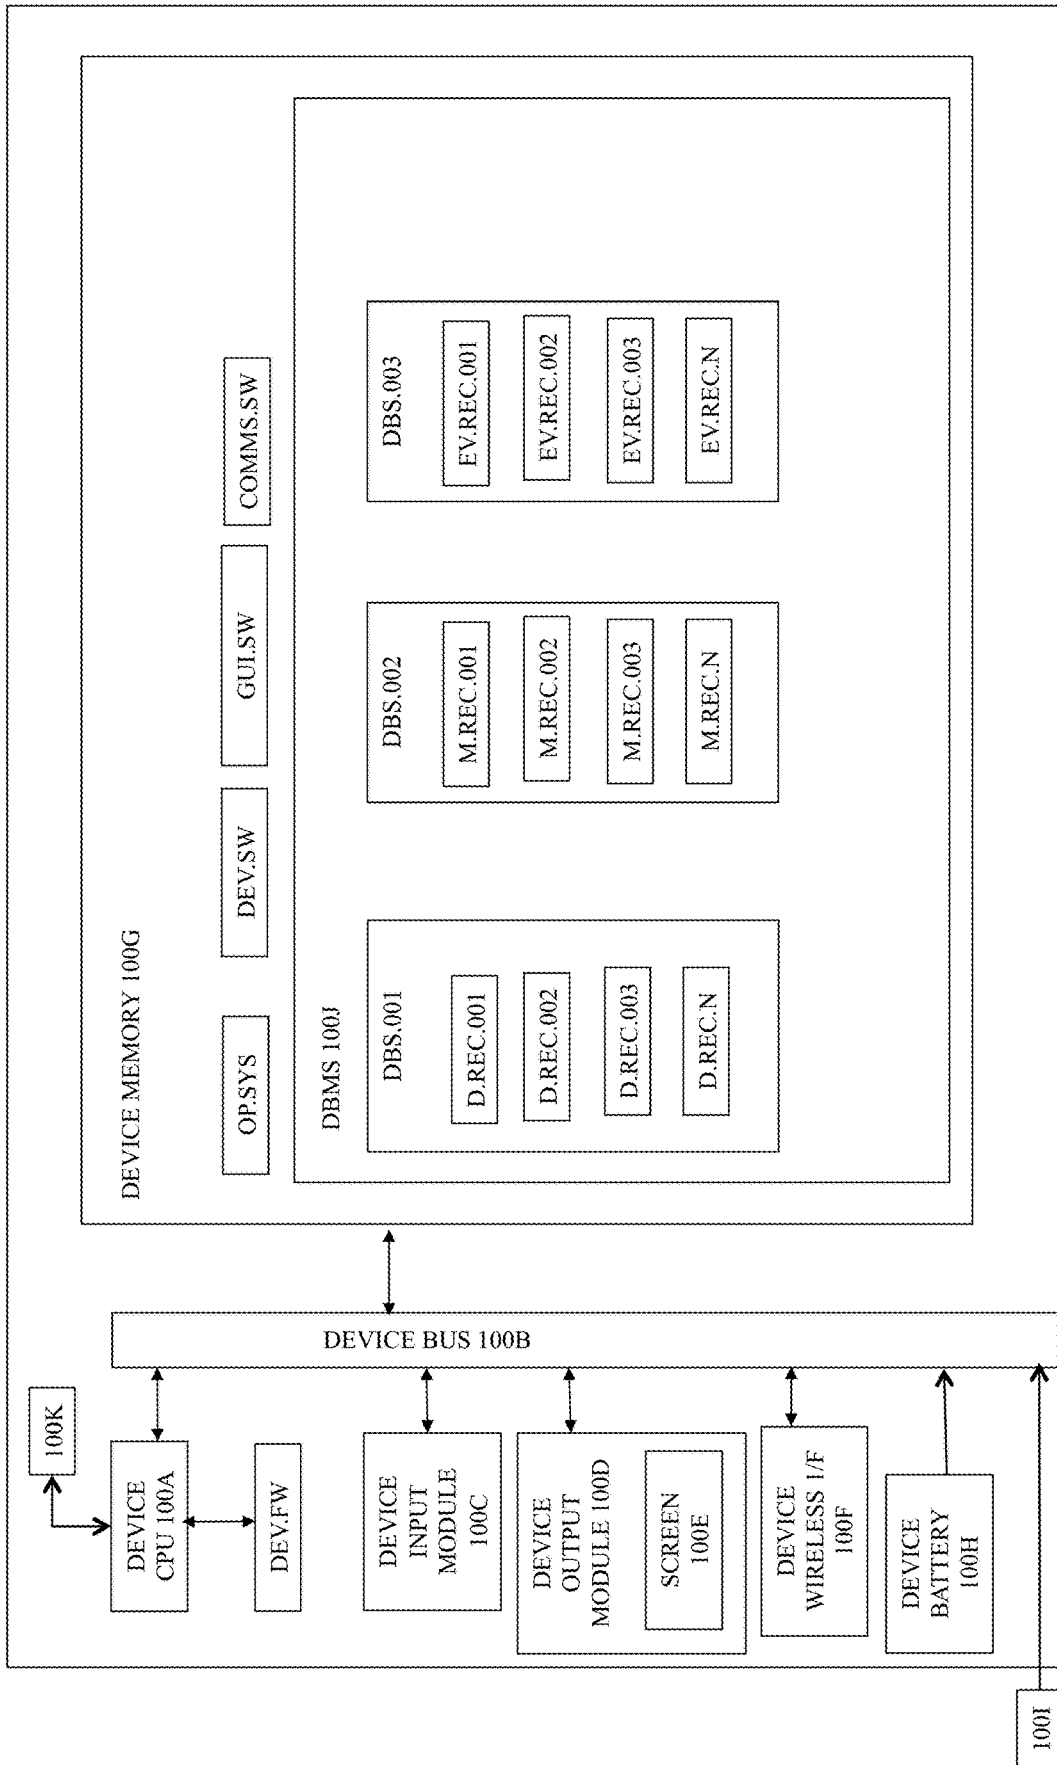 100K
DEVICE
CPU 100A
DEV.FW
DEVICE
INPUT
MODULE
100C
DEVICE
OUTPUT
MODULE 100D
SCREEN
100E
DEVICE
WIRELESS 1/F
100F
DEVICE
BATTERY
100H
100I
DEVICE BUS 100B
DEVICE MEMORY 100G
OP.SYS
DEV.SW
GUI.SW
COMMS.SW
DBMS 100J
DBS.001
D.REC.001
D.REC.002
D.REC.003
D.REC.N
DBS.002
M.REC.001
M.REC.002
M.REC.003
M.REC.N
DBS.003
EV.REC.001
EV.REC.002
EV.REC.003
EV.REC.N